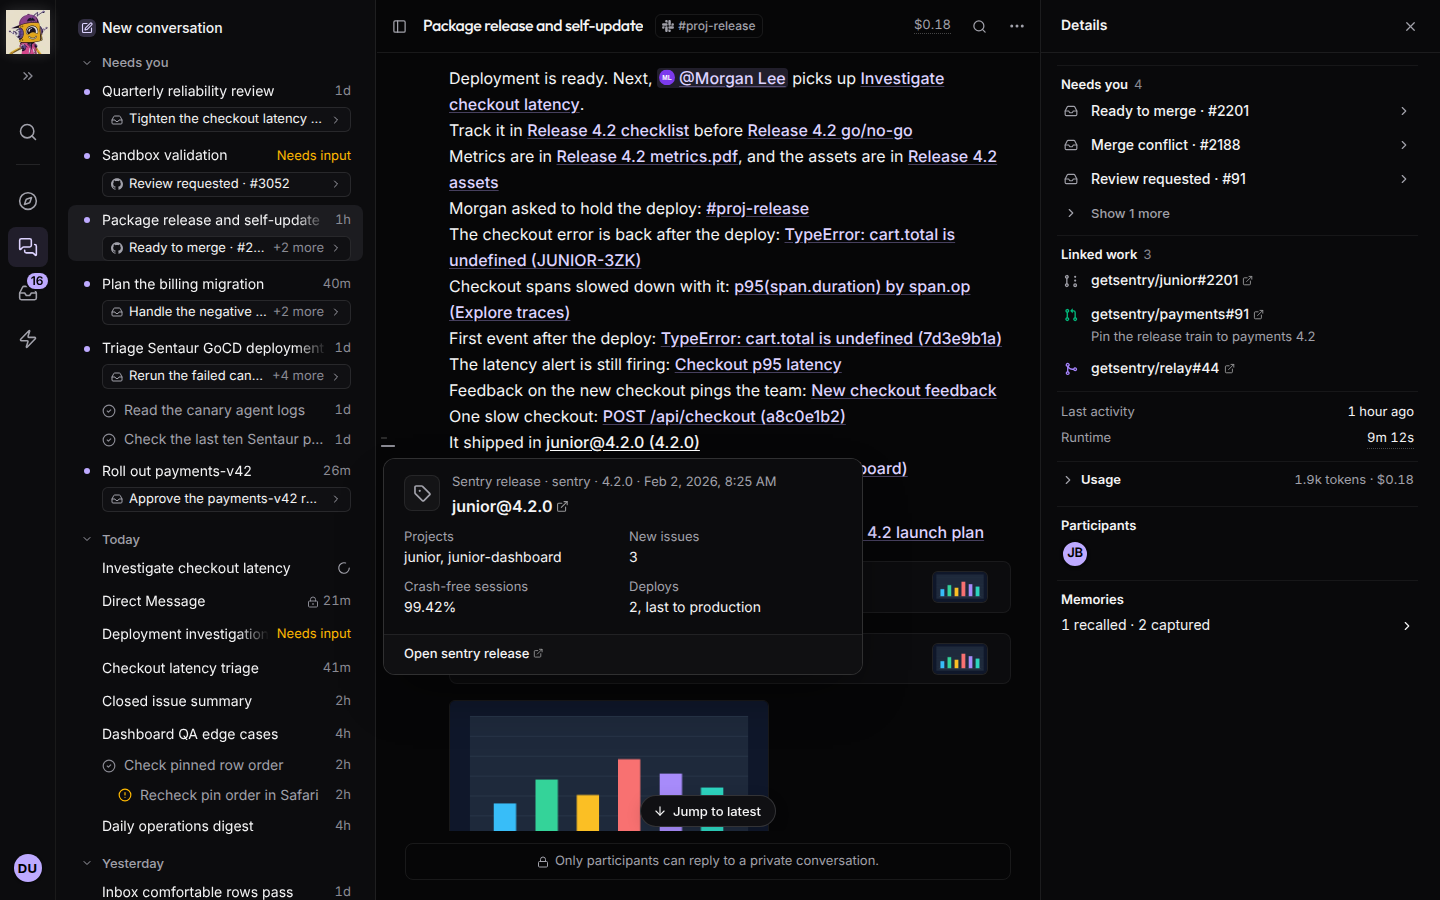 New conversation
Needs you
Quarterly reliability review 1d
Tighten the checkout latency ...
Sandbox validation Needs input
Review requested · #3052
Package release and self-update 1h
Ready to merge · #2... +2 more
Plan the billing migration 40m
Handle the negative ... +2 more
Triage Sentaur GoCD deployment 1d
Rerun the failed can... +4 more
Read the canary agent logs 1d
Check the last ten Sentaur p... 1d
Roll out payments-v42 26m
Approve the payments-v42 r...
Today
Investigate checkout latency
Direct Message 21m
Deployment investigation Needs input
Checkout latency triage 41m
Closed issue summary 2h
Dashboard QA edge cases 4h
Check pinned row order 2h
Recheck pin order in Safari 2h
Daily operations digest 4h
Yesterday
Inbox comfortable rows pass 1d
16
DU
Package release and self-update #proj-release $0.18
Deployment is ready. Next, ML @Morgan Lee picks up Investigate
checkout latency.
Track it in Release 4.2 checklist before Release 4.2 go/no-go
Metrics are in Release 4.2 metrics.pdf, and the assets are in Release 4.2
assets
Morgan asked to hold the deploy: #proj-release
The checkout error is back after the deploy: TypeError: cart.total is
undefined (JUNIOR-3ZK)
Checkout spans slowed down with it: p95(span.duration) by span.op
(Explore traces)
First event after the deploy: TypeError: cart.total is undefined (7d3e9b1a)
The latency alert is still firing: Checkout p95 latency
Feedback on the new checkout pings the team: New checkout feedback
One slow checkout: POST /api/checkout (a8c0e1b2)
It shipped in junior@4.2.0 (4.2.0)
board)
4.2 launch plan
Sentry release · sentry · 4.2.0 · Feb 2, 2026, 8:25 AM
junior@4.2.0
Projects New issues
junior, junior-dashboard 3
Crash-free sessions Deploys
99.42% 2, last to production
Open sentry release
Jump to latest
Only participants can reply to a private conversation.
Details
Needs you 4
Ready to merge · #2201
Merge conflict · #2188
Review requested · #91
Show 1 more
Linked work 3
getsentry/junior#2201
getsentry/payments#91
Pin the release train to payments 4.2
getsentry/relay#44
Last activity 1 hour ago
Runtime 9m 12s
Usage 1.9k tokens · $0.18
Participants
JB
Memories
1 recalled · 2 captured